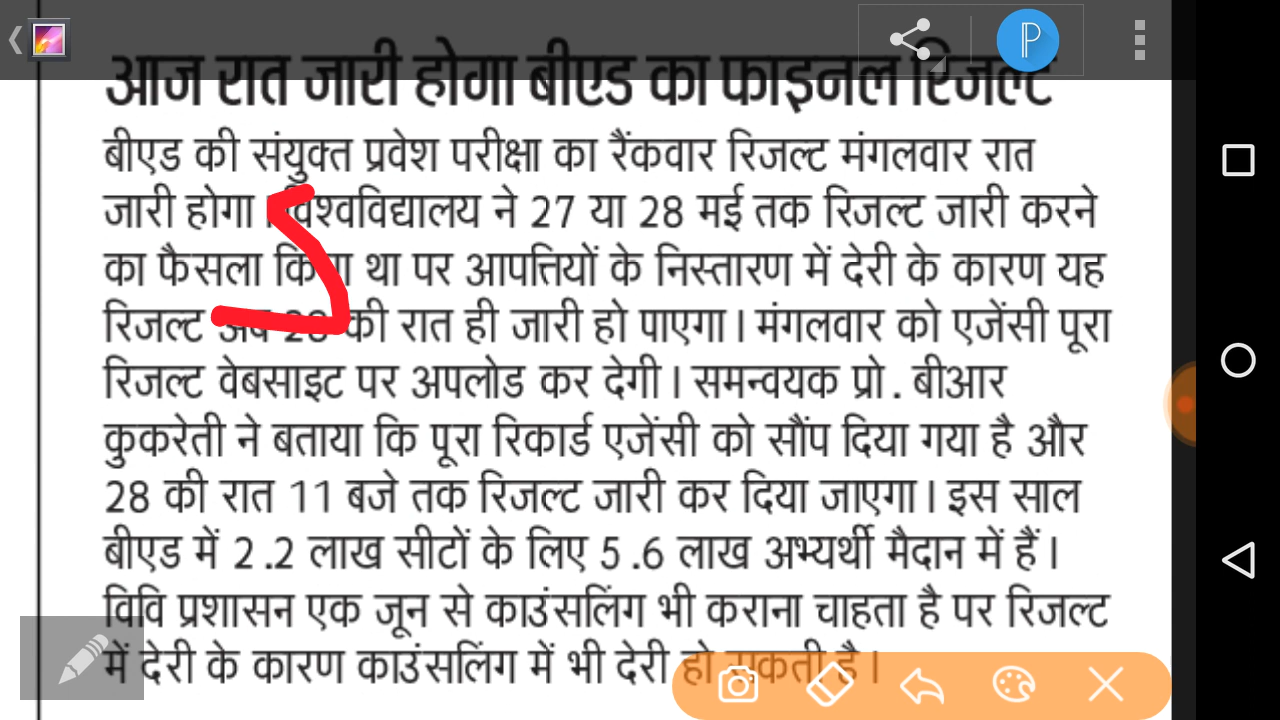 आज रात जारी होगा बीएड का फाइनल रिजल्ट
बीएड की संयुक्त प्रवेश परीक्षा का रैंकवार रिजल्ट मंगलवार रात
जारी होगा विश्वविद्यालय ने 27 या 28 मई तक रिजल्ट जारी करने
का फैसला किया था पर आपत्तियों के निस्तारण में देरी के कारण यह
रिजल्ट अब 28 की रात ही जारी हो पाएगा। मंगलवार को एजेंसी पूरा
रिजल्ट वेबसाइट पर अपलोड कर देगी। समन्वयक प्रो. बीआर
कुकरेती ने बताया कि पूरा रिकार्ड एजेंसी को सौंप दिया गया है और
28 की रात 11 बजे तक रिजल्ट जारी कर दिया जाएगा। इस साल
बीएड में 2.2 लाख सीटों के लिए 5.6 लाख अभ्यर्थी मैदान में हैं।
विवि प्रशासन एक जून से काउंसलिंग भी कराना चाहता है पर रिजल्ट
में देरी के कारण काउंसलिंग में भी देरी हो सकती है।